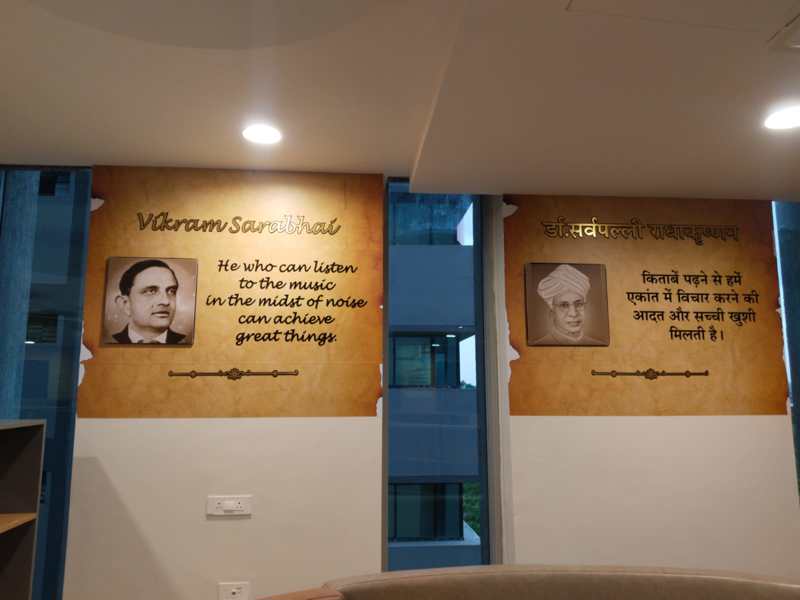 Vikram Sarabhai
He who can listen
to the music
in the midst of noise
can achieve
great things.
डॉ.सर्वपल्ली राधाकृष्णन
किताबें पढ़ने से हमें
एकांत में विचार करने की
आदत और सच्ची खुशी
मिलती है।